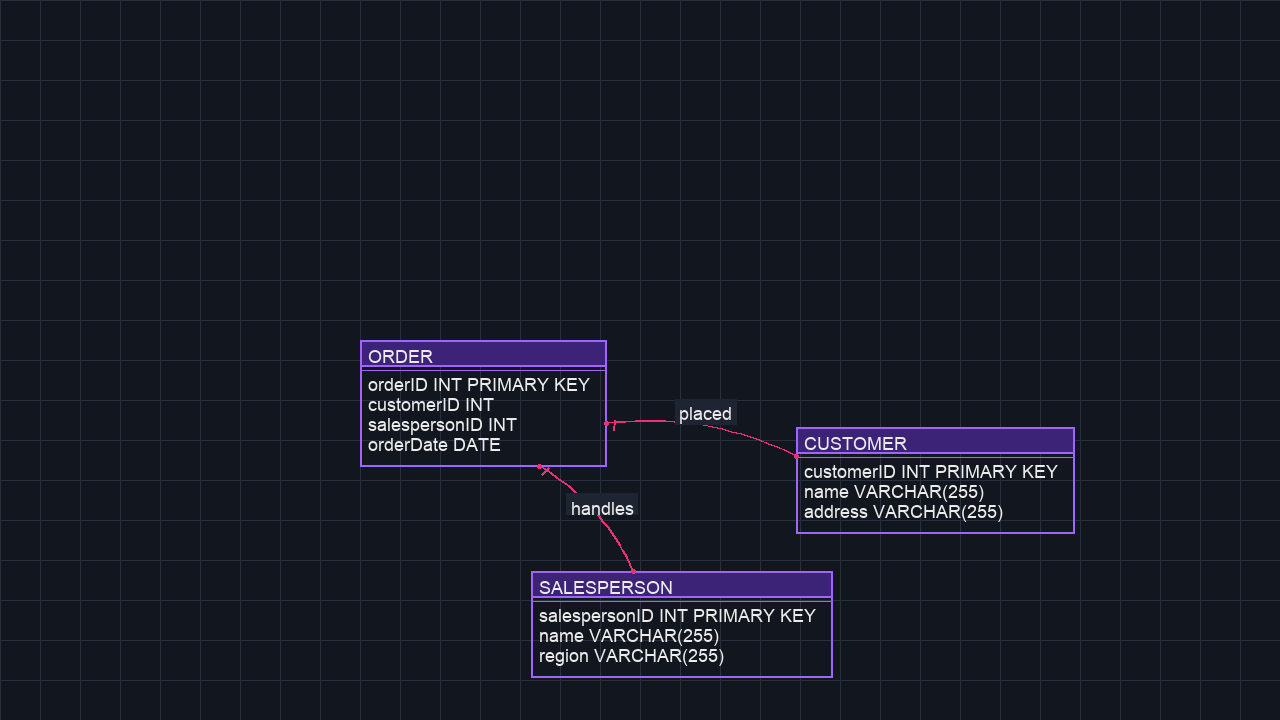 ORDER
orderID INT PRIMARY KEY
customerID INT
salespersonID INT
orderDate DATE
placed
CUSTOMER
customerID INT PRIMARY KEY
name VARCHAR(255)
address VARCHAR(255)
handles
SALESPERSON
salespersonID INT PRIMARY KEY
name VARCHAR(255)
region VARCHAR(255)